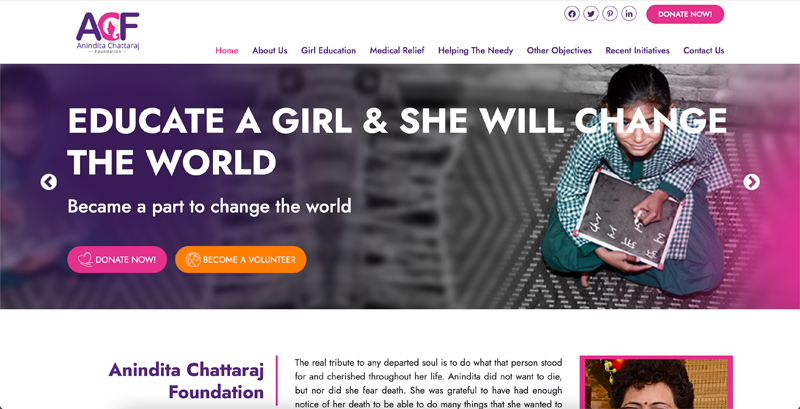 ACF
Anindita Chattaraj
Foundation
DONATE NOW!
Home About Us Girl Education Medical Relief Helping The Needy Other Objectives Recent Initiatives Contact Us
EDUCATE A GIRL & SHE WILL CHANGE
THE WORLD
Became a part to change the world
DONATE NOW! BECOME A VOLUNTEER
Anindita Chattaraj
Foundation
The real tribute to any departed soul is to do what that person stood
for and cherished throughout her life. Anindita did not want to die,
but nor did she fear death. She was grateful to have had enough
notice of her death to be able to do many things that she wanted to